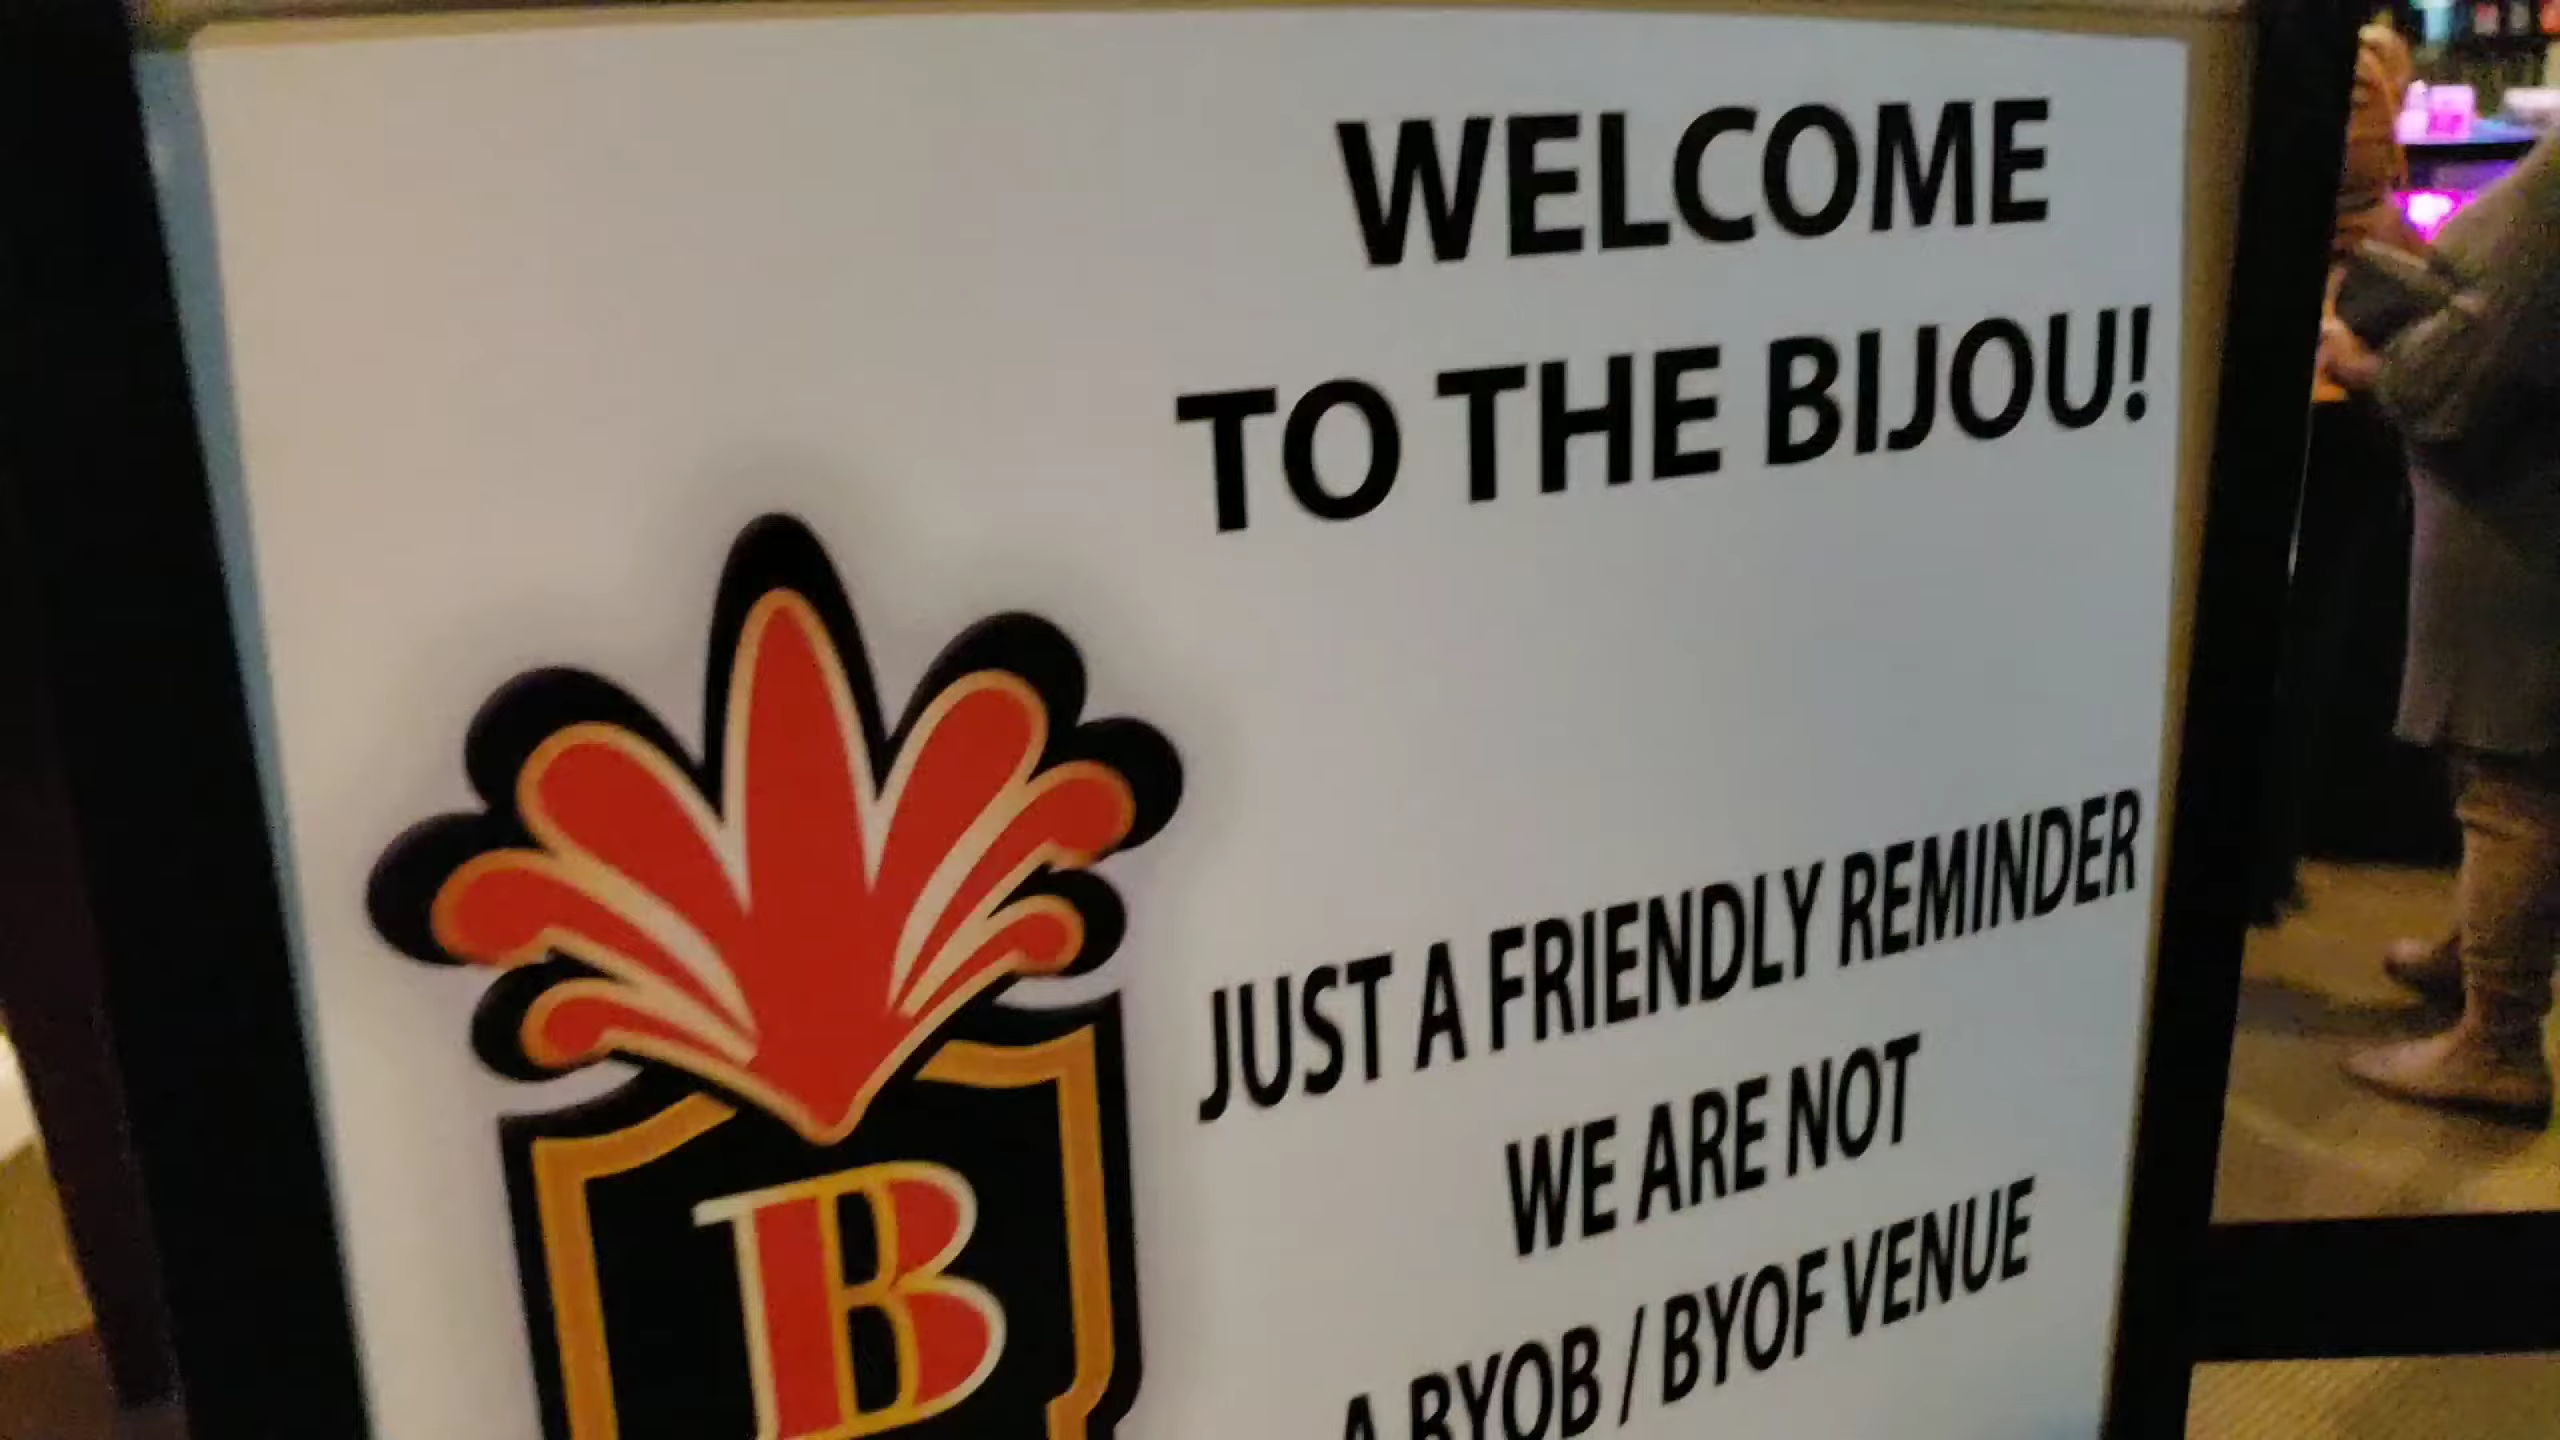 WELCOME
TO THE BIJOU!
JUST A FRIENDLY REMINDER
WE ARE NOT
A BYOB / BYOF VENUE
B